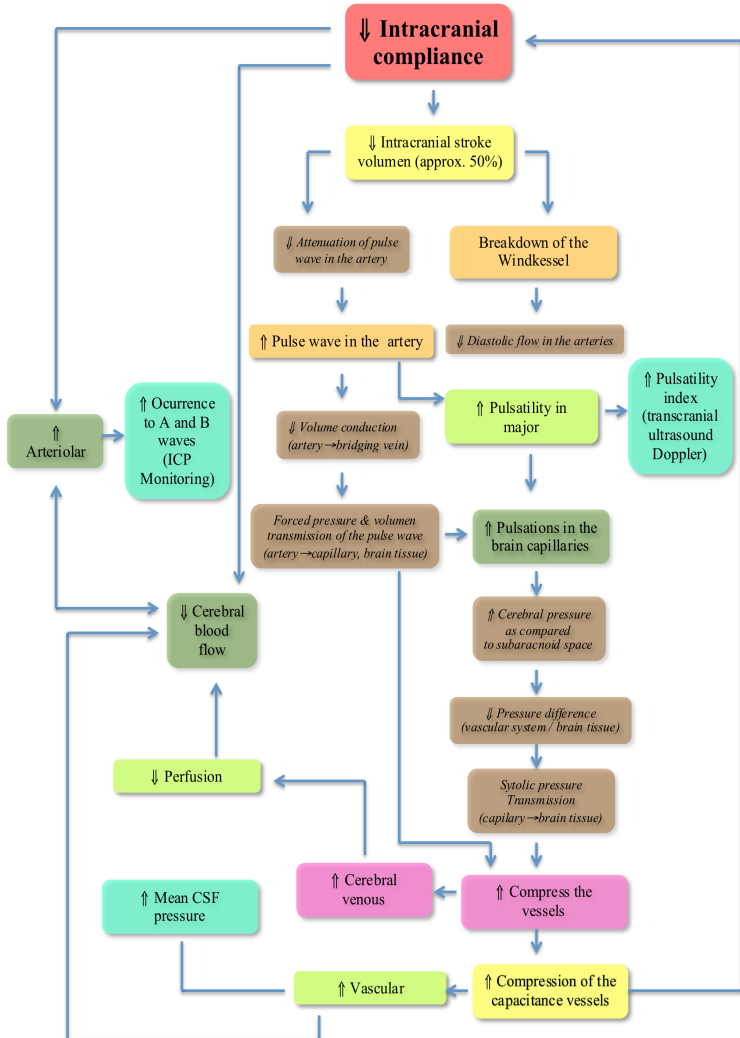 ⇓ Intracranial
compliance
⇓ Intracranial stroke
volumen (approx. 50%)
⇓ Attenuation of pulse
wave in the artery
Breakdown of the
Windkessel
⇑ Pulse wave in the artery
⇓ Diastolic flow in the arteries
⇑
Arteriolar
⇑ Ocurrence
to A and B
waves
(ICP
Monitoring)
⇓ Volume conduction
(artery→bridging vein)
⇑ Pulsatility in
major
⇑ Pulsatility
index
(transcranial
ultrasound
Doppler)
Forced pressure & volumen
transmission of the pulse wave
(artery→capillary, brain tissue)
⇑ Pulsations in the
brain capillaries
⇓ Cerebral
blood
flow
⇑ Cerebral pressure
as compared
to subaracnoid space
⇓ Pressure difference
(vascular system / brain tissue)
⇓ Perfusion
Sytolic pressure
Transmission
(capilary→brain tissue)
⇑ Mean CSF
pressure
⇑ Cerebral
venous
⇑ Compress the
vessels
⇑ Vascular
⇑ Compression of the
capacitance vessels